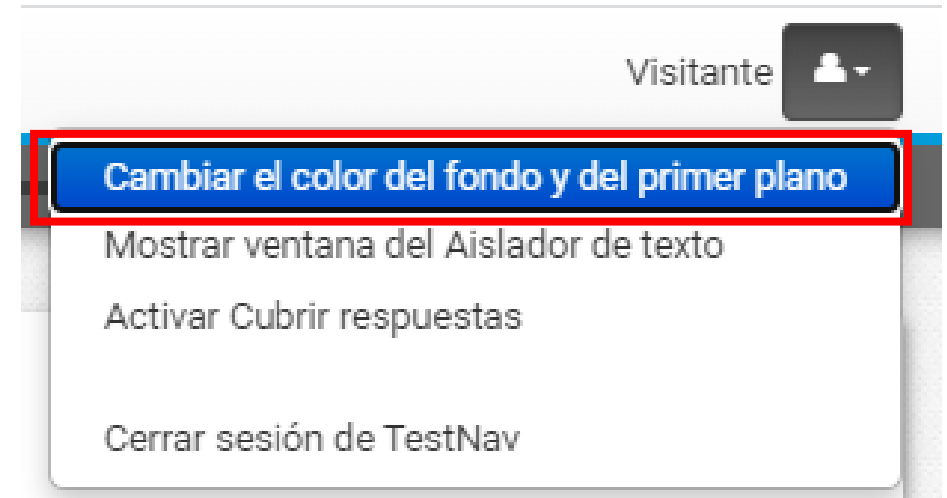 Visitante
Cambiar el color del fondo y del primer plano
Mostrar ventana del Aislador de texto
Activar Cubrir respuestas
Cerrar sesión de TestNav